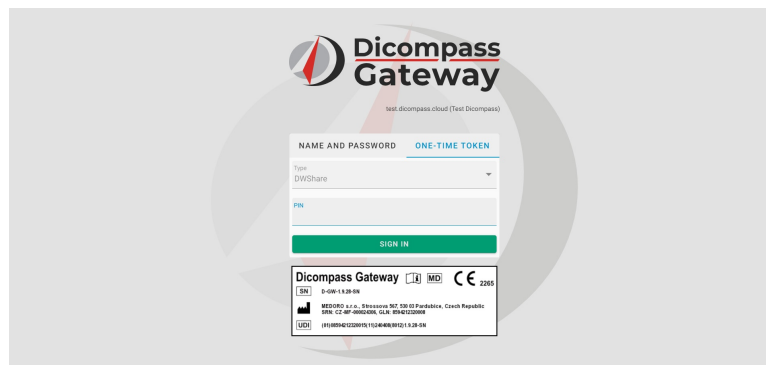 Dicompass
Gateway
test.dicompass.cloud (Test Dicompass)
NAME AND PASSWORD ONE-TIME TOKEN
Type
DWShare
PIN
SIGN IN
Dicompass Gateway MD CE 2265
SN D-GW-1.9.28-SN
MEDORO s.r.o., Strossova 567, 530 03 Pardubice, Czech Republic
SRN: CZ-MF-000024306, GLN: 8594212320008
UDI (01)08594212320015(11)240409(8012)1.9.28-SN